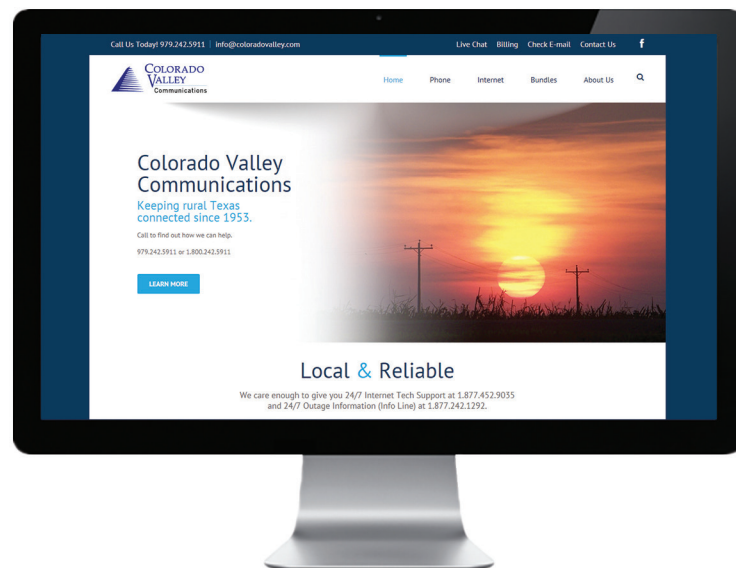 Call Us Today! 979.242.5911 | info@coloradovalley.com
Live Chat Billing Check E-mail Contact Us f
COLORADO
VALLEY
Communications
Home Phone Internet Bundles About Us
Colorado Valley
Communications
Keeping rural Texas
connected since 1953.
Call to find out how we can help.
979.242.5911 or 1.800.242.5911
LEARN MORE
Local & Reliable
We care enough to give you 24/7 Internet Tech Support at 1.877.452.9035
and 24/7 Outage Information (Info Line) at 1.877.242.1292.